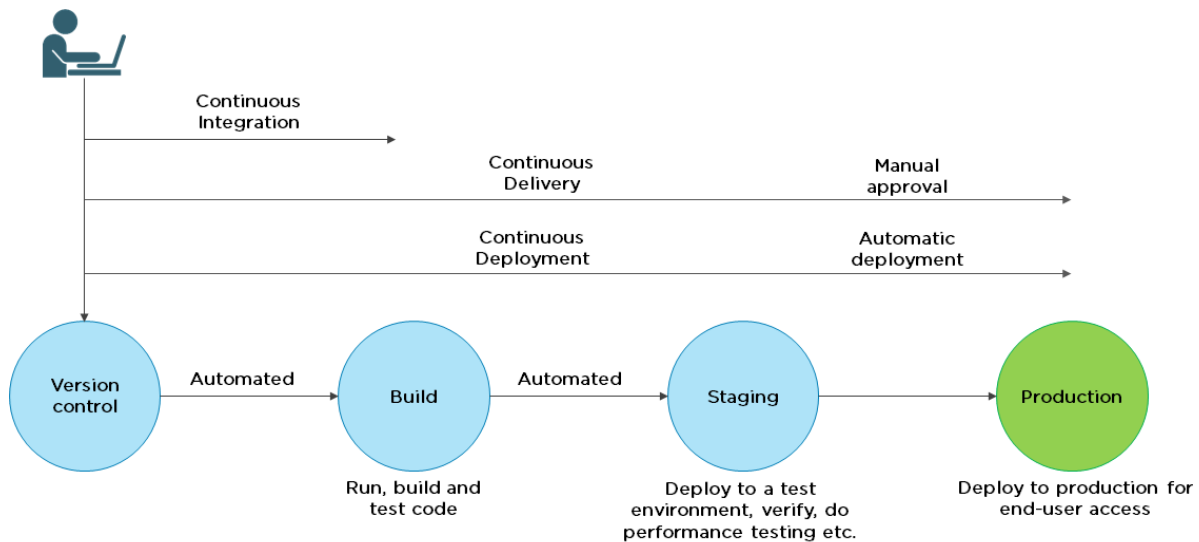 Continuous
Integration
Continuous
Delivery
Manual
approval
Continuous
Deployment
Automatic
deployment
Version
control
Automated
Build
Automated
Staging
Production
Run, build and
test code
Deploy to a test
environment, verify, do
performance testing etc.
Deploy to production for
end-user access